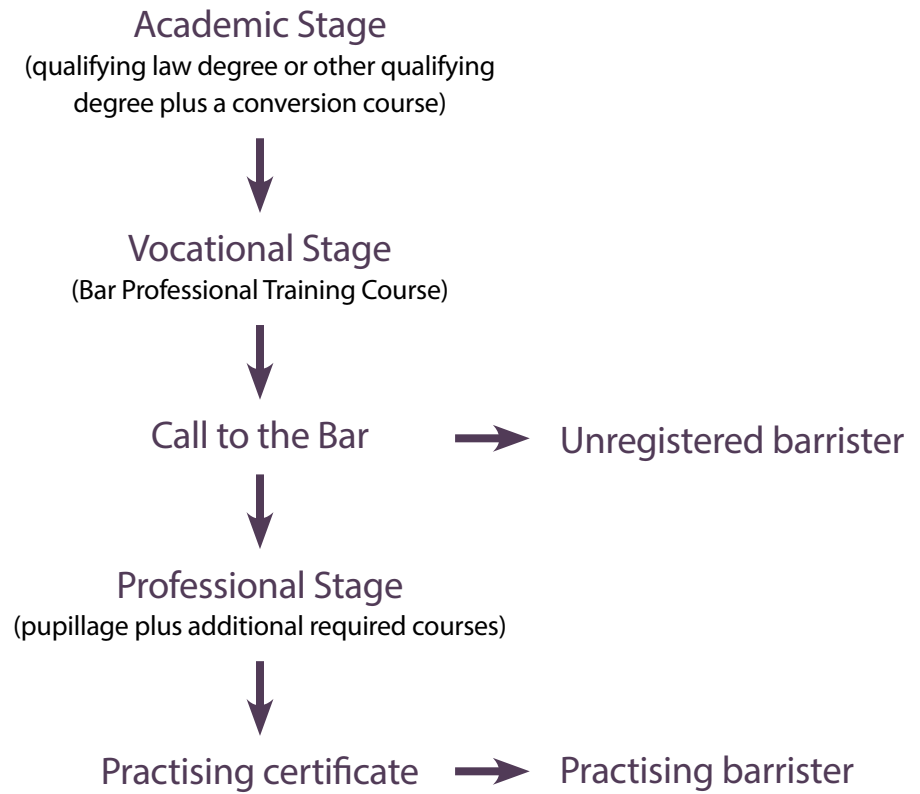 Academic Stage
(qualifying law degree or other qualifying
degree plus a conversion course)
Vocational Stage
(Bar Professional Training Course)
Call to the Bar
Unregistered barrister
Professional Stage
(pupillage plus additional required courses)
Practising certificate
Practising barrister